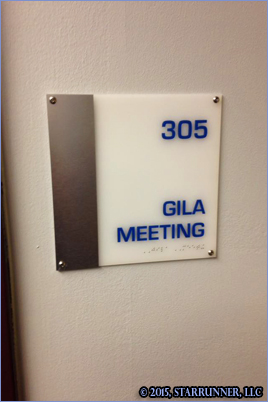 305
GILA
MEETING
© 2015, STARRUNNER, LLC